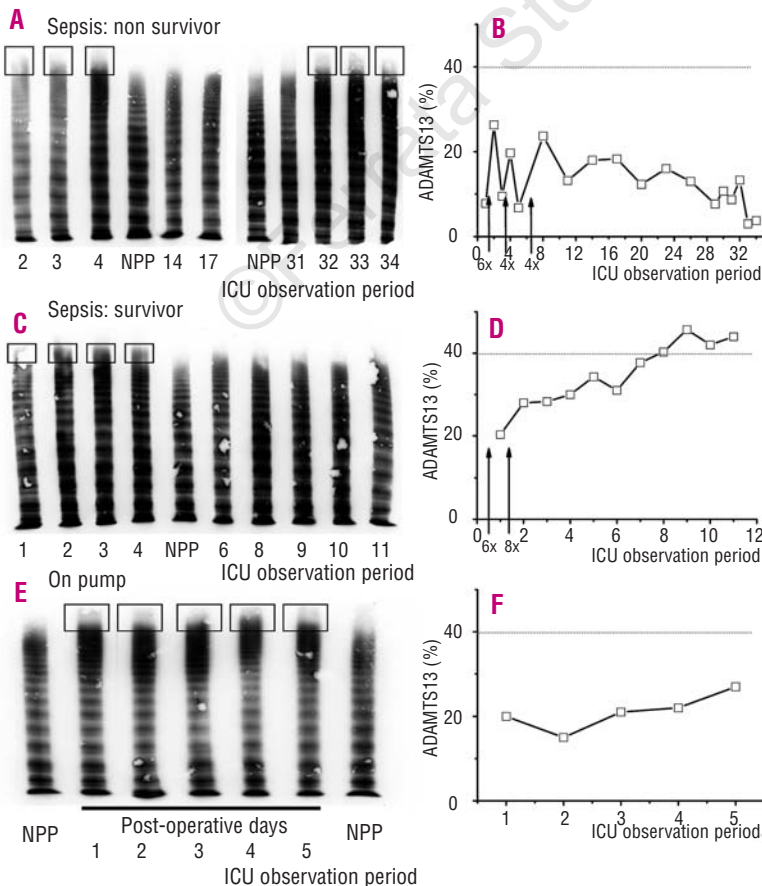 A
Sepsis: non survivor
2 3 4 NPP 14 17 NPP 31 32 33 34
ICU observation period
B
ADAMTS13 (%)
40
20
0
0 4 8 12 16 20 24 28 32
6x 4x 4x
ICU observation period
C
Sepsis: survivor
1 2 3 4 NPP 6 8 9 10 11
ICU observation period
D
ADAMTS13 (%)
40
20
0
0 2 4 6 8 10 12
6x 8x
ICU observation period
E
On pump
NPP
Post-operative days
NPP
1 2 3 4 5
ICU observation period
F
ADAMTS13 (%)
40
20
0
1 2 3 4 5
ICU observation period